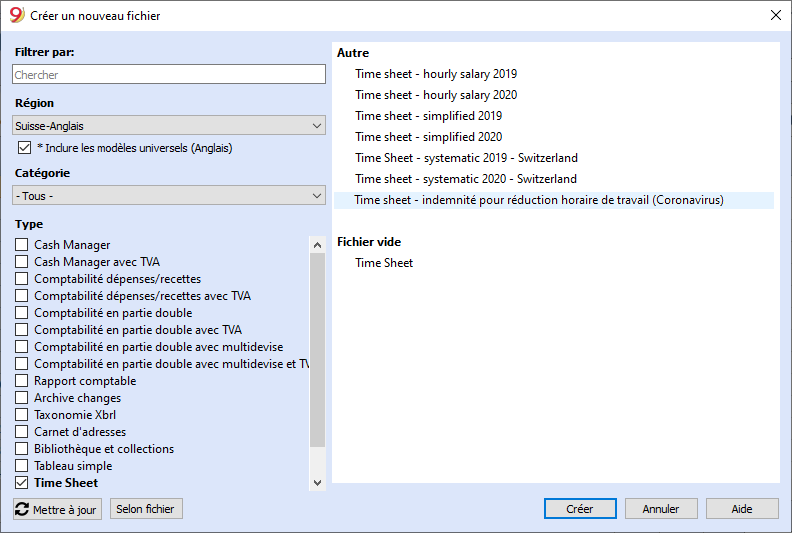 Créer un nouveau fichier
Filtrer par:
Chercher
Région
Suisse-Anglais
* Inclure les modèles universels (Anglais)
Catégorie
- Tous -
Type
Cash Manager
Cash Manager avec TVA
Comptabilité dépenses/recettes
Comptabilité dépenses/recettes avec TVA
Comptabilité en partie double
Comptabilité en partie double avec TVA
Comptabilité en partie double avec multidevise
Comptabilité en partie double avec multidevise et TV
Rapport comptable
Archive changes
Taxonomie Xbrl
Carnet d'adresses
Bibliothèque et collections
Tableau simple
Time Sheet
Mettre à jour
Selon fichier
Autre
Time sheet - hourly salary 2019
Time sheet - hourly salary 2020
Time sheet - simplified 2019
Time sheet - simplified 2020
Time Sheet - systematic 2019 - Switzerland
Time sheet - systematic 2020 - Switzerland
Time sheet - indemnité pour réduction horaire de travail (Coronavirus)
Fichier vide
Time Sheet
Créer
Annuler
Aide